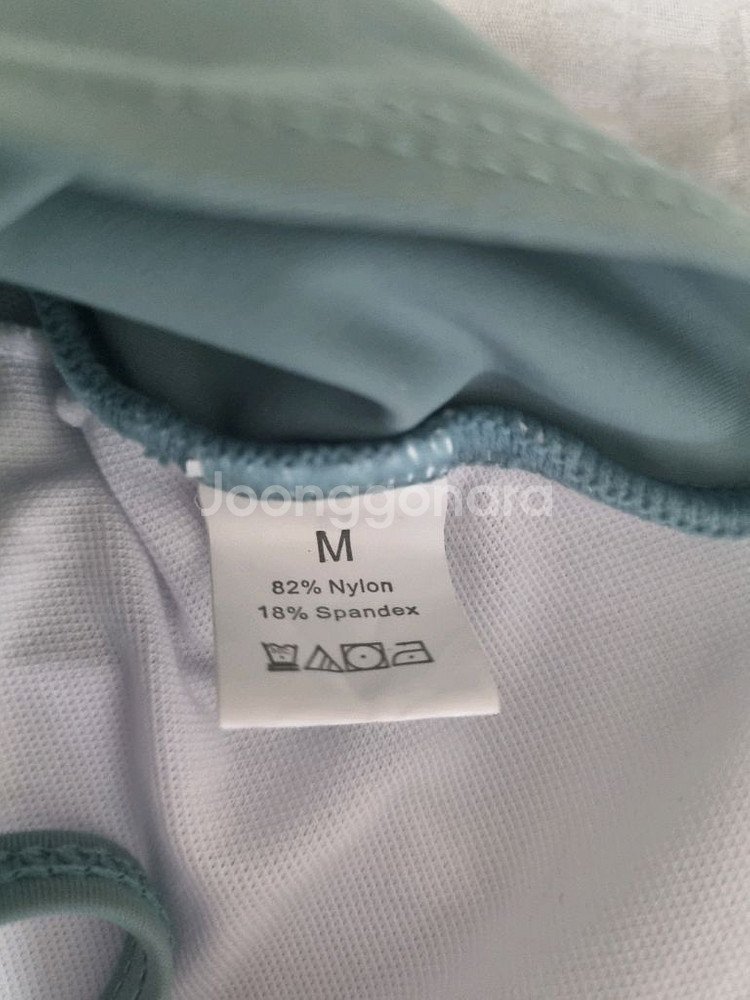 Joonggonara
M
82% Nylon
18% Spandex